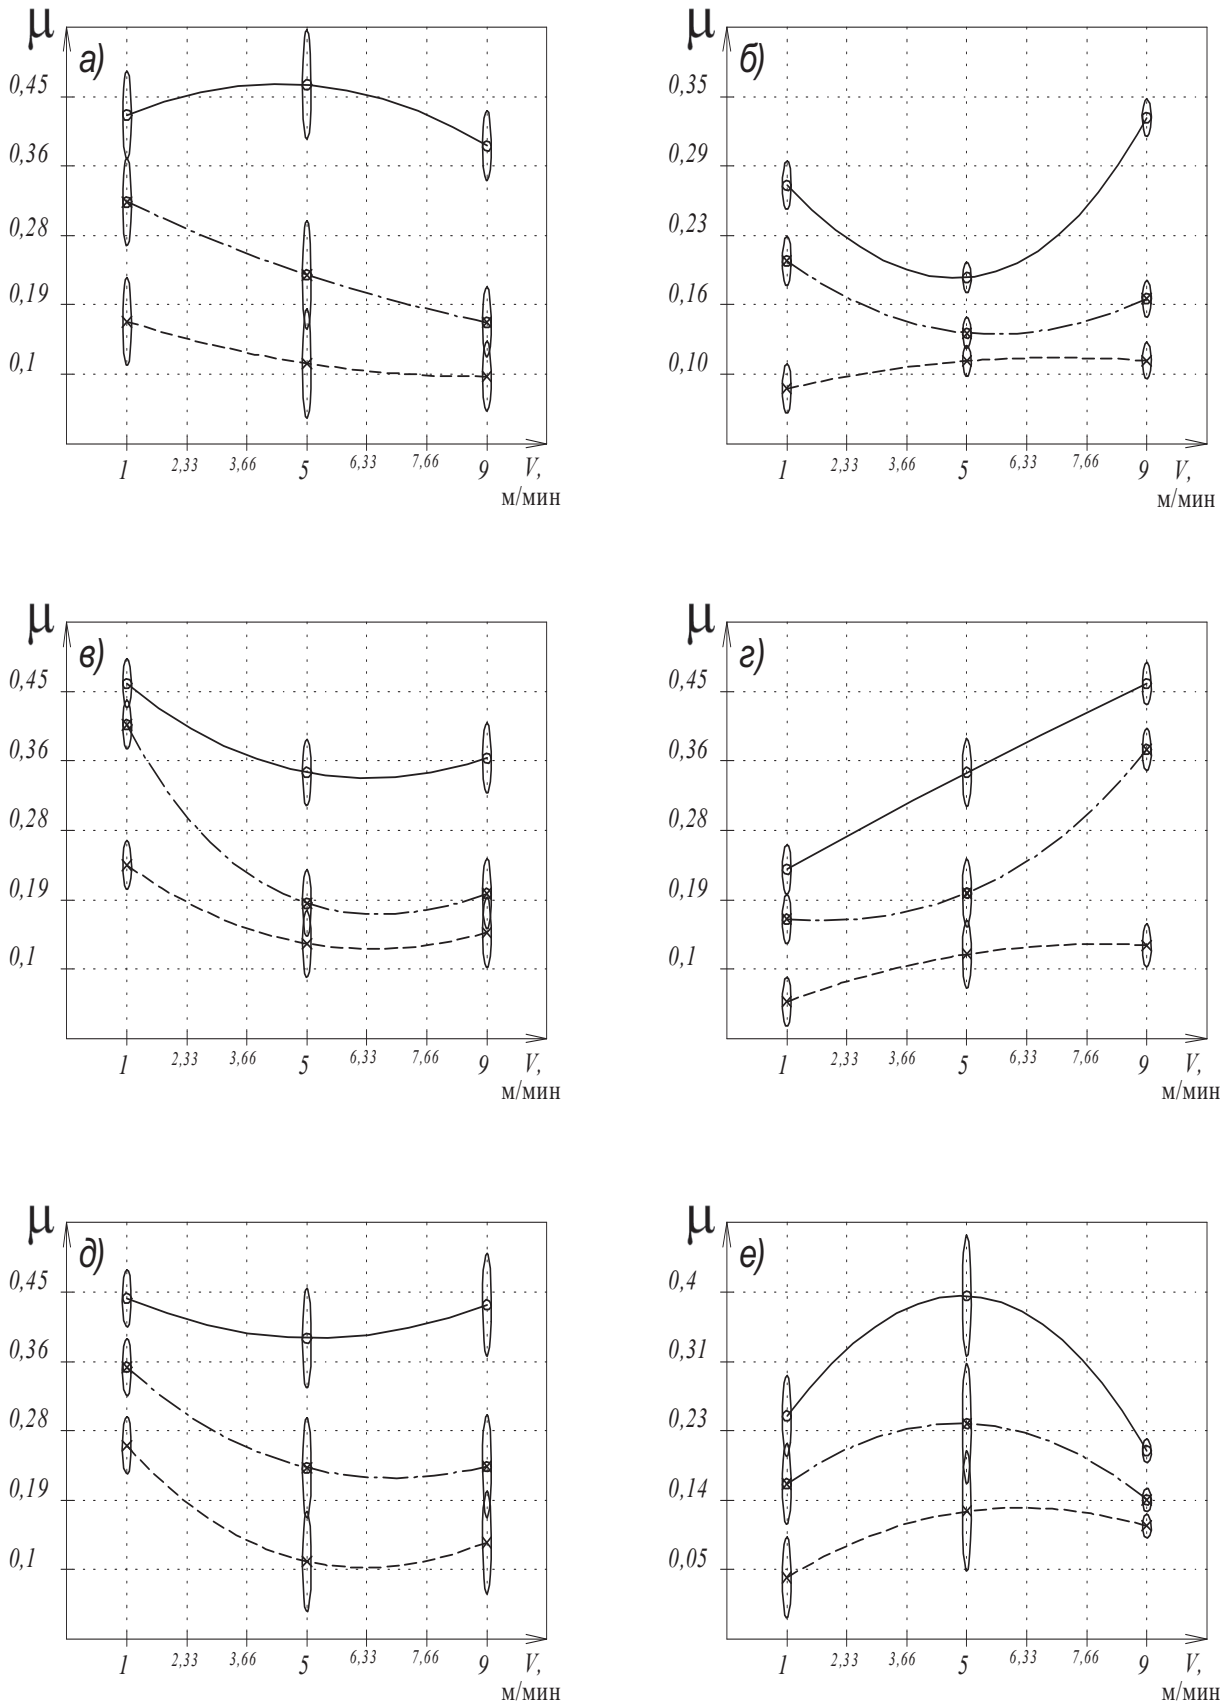 μ
а)
0,45
0,36
0,28
0,19
0,1
1 2,33 3,66 5 6,33 7,66 9 V,
м/мин
μ
б)
0,35
0,29
0,23
0,16
0,10
1 2,33 3,66 5 6,33 7,66 9 V,
м/мин
μ
в)
0,45
0,36
0,28
0,19
0,1
1 2,33 3,66 5 6,33 7,66 9 V,
м/мин
μ
г)
0,45
0,36
0,28
0,19
0,1
1 2,33 3,66 5 6,33 7,66 9 V,
м/мин
μ
д)
0,45
0,36
0,28
0,19
0,1
1 2,33 3,66 5 6,33 7,66 9 V,
м/мин
μ
е)
0,4
0,31
0,23
0,14
0,05
1 2,33 3,66 5 6,33 7,66 9 V,
м/мин